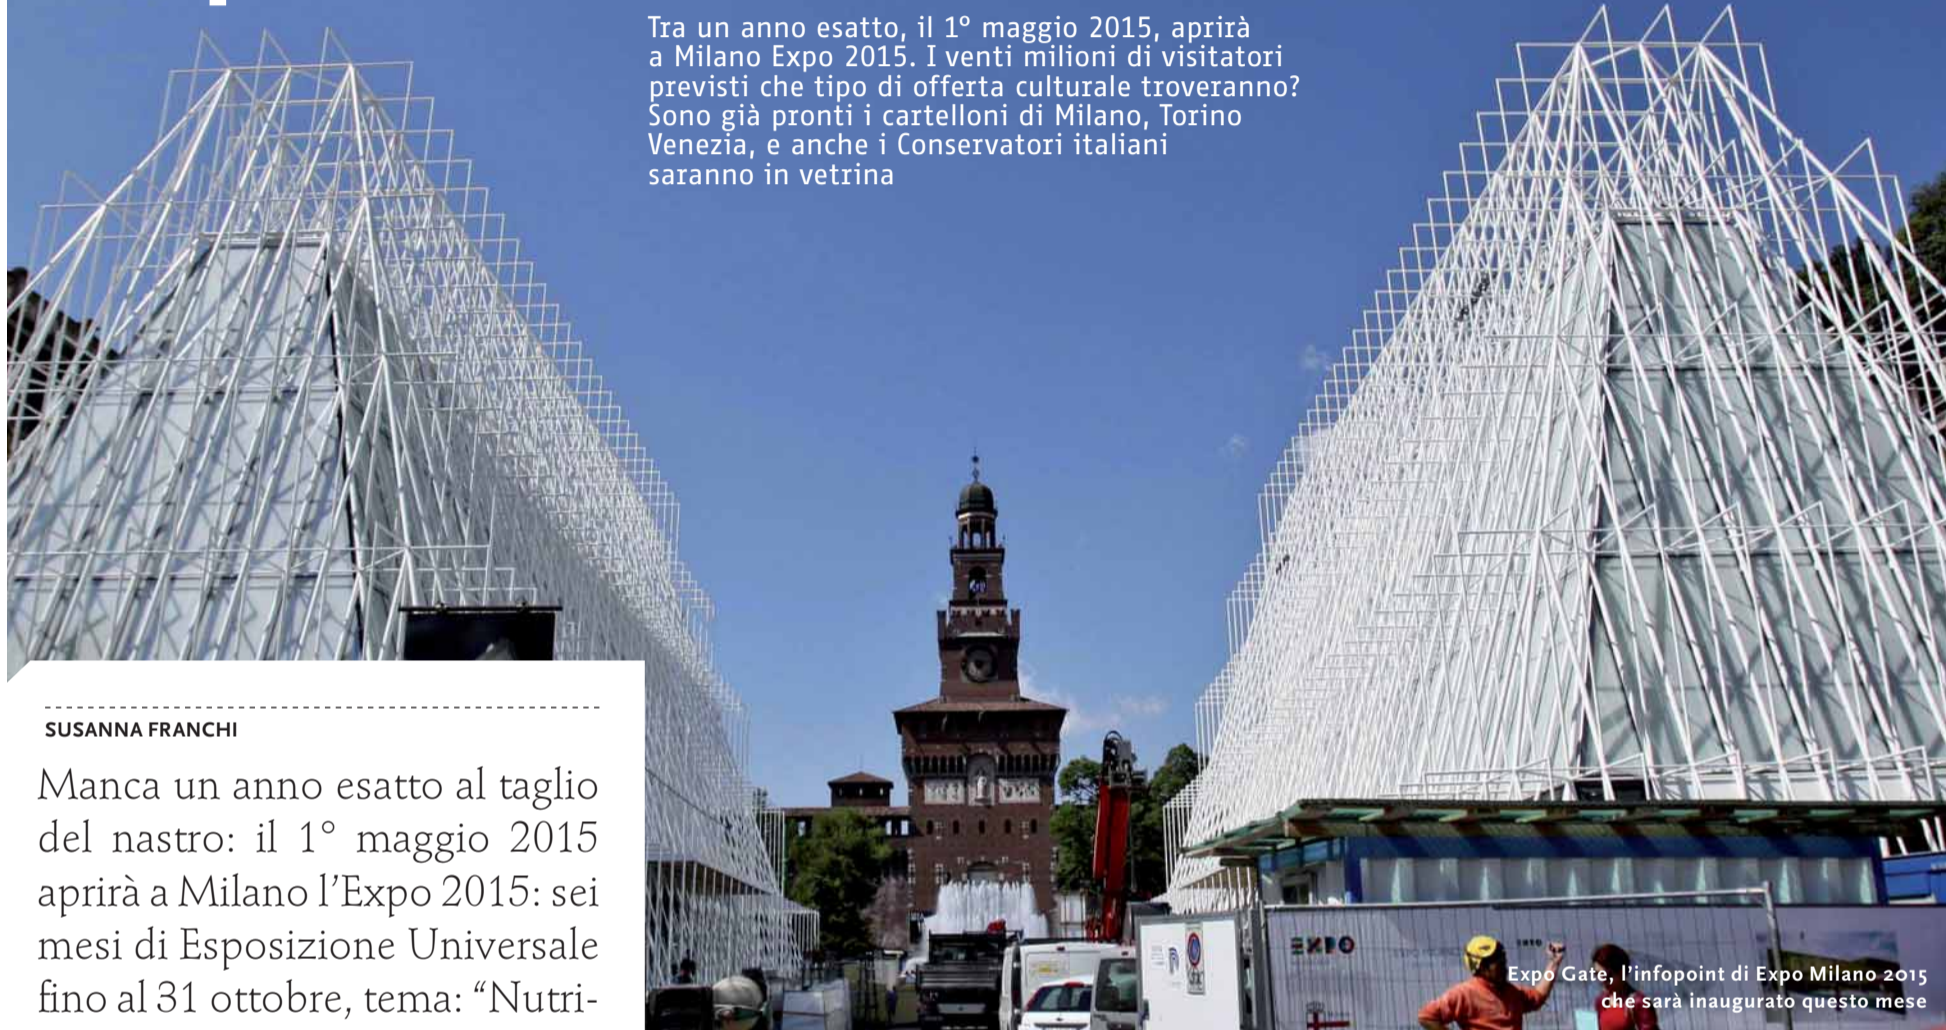 Tra un anno esatto, il 1° maggio 2015, aprirà
a Milano Expo 2015. I venti milioni di visitatori
previsti che tipo di offerta culturale troveranno?
Sono già pronti i cartelloni di Milano, Torino
Venezia, e anche i Conservatori italiani
saranno in vetrina
SUSANNA FRANCHI
Manca un anno esatto al taglio
del nastro: il 1° maggio 2015
aprirà a Milano l’Expo 2015: sei
mesi di Esposizione Universale
fino al 31 ottobre, tema: “Nutri-
EXPO
Expo Gate, l’infopoint di Expo Milano 2015
che sarà inaugurato questo mese